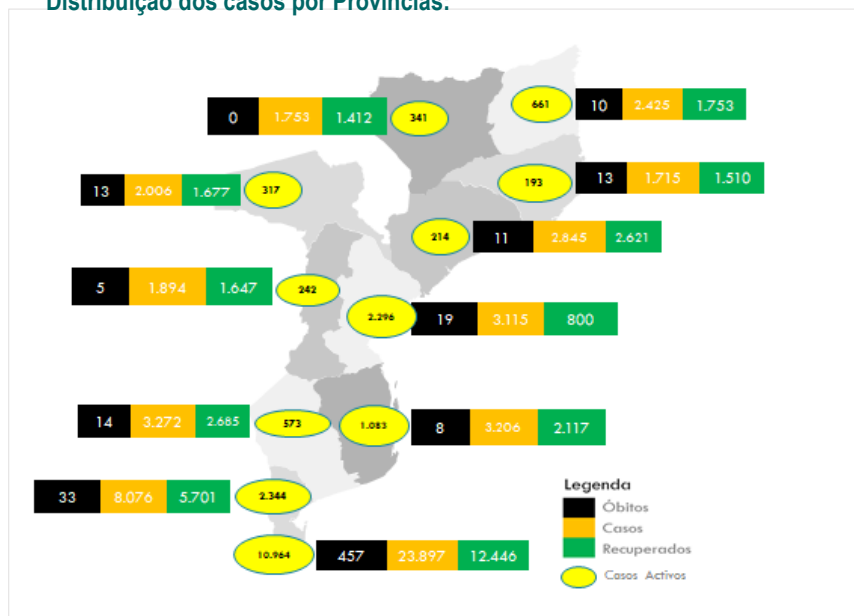 Distribuição dos casos por Províncias:
661 10 2.425 1.753
0 1.753 1.412 341
193 13 1.715 1.510
13 2.006 1.677 317
214 11 2.845 2.621
5 1.894 1.647 242
2.296 19 3.115 800
14 3.272 2.685 573
1.083 8 3.206 2.117
33 8.076 5.701 2.344
10.964 457 23.897 12.446
Legenda
Óbitos
Casos
Recuperados
Casos Activos